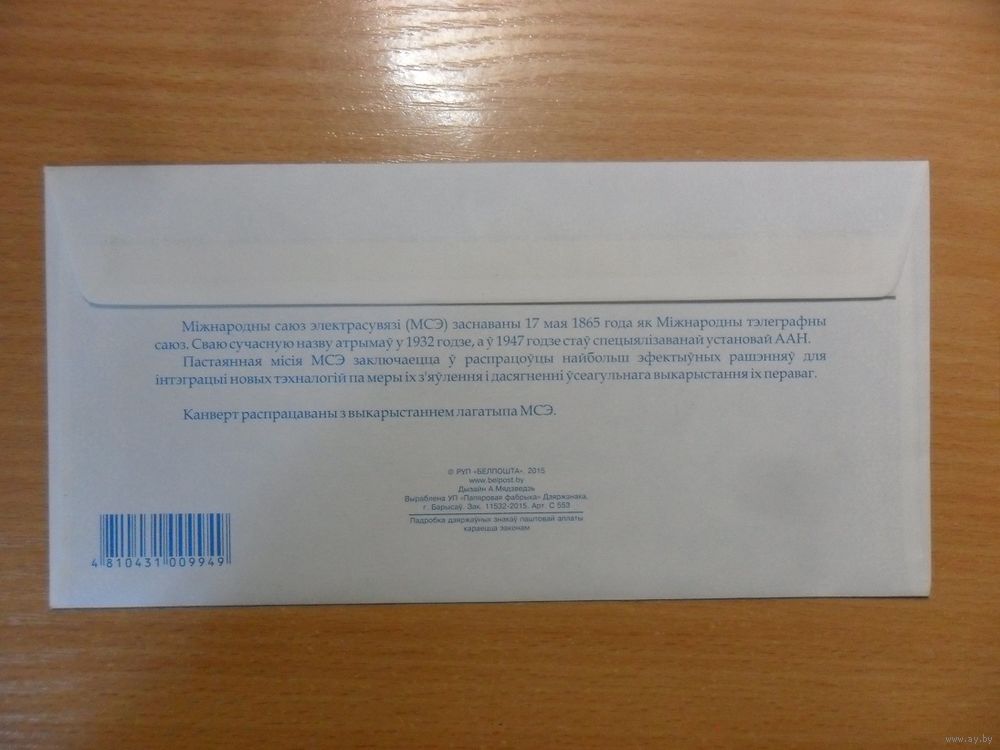 Міжнародны саюз электрасувязі (МСЭ) заснаваны 17 мая 1865 года як Міжнародны тэлеграфны
саюз. Сваю сучасную назву атрымаў у 1932 годзе, а ў 1947 годзе стаў спецыялізаванай установай ААН.
Пастаянная місія МСЭ заключаецца ў распрацоўцы найбольш эфектыўных рашэнняў для
інтэграцыі новых тэхналогій па меры іх з'яўлення і дасягненні ўсеагульнага выкарыстання іх пераваг.
Канверт распрацаваны з выкарыстаннем лагатыпа МСЭ.
© РУП «БЕЛПОШТА», 2015
www.belpost.by
Дызайн А.Мядзведзь
Выраблена УП «Папяровая фабрыка» Дзяржзнака,
г. Барысаў. Зак. 11532-2015. Арт. С 553
Падробка дзяржаўных знакаў паштовай аплаты
караецца законам
4 810431 009949
www.ay.by